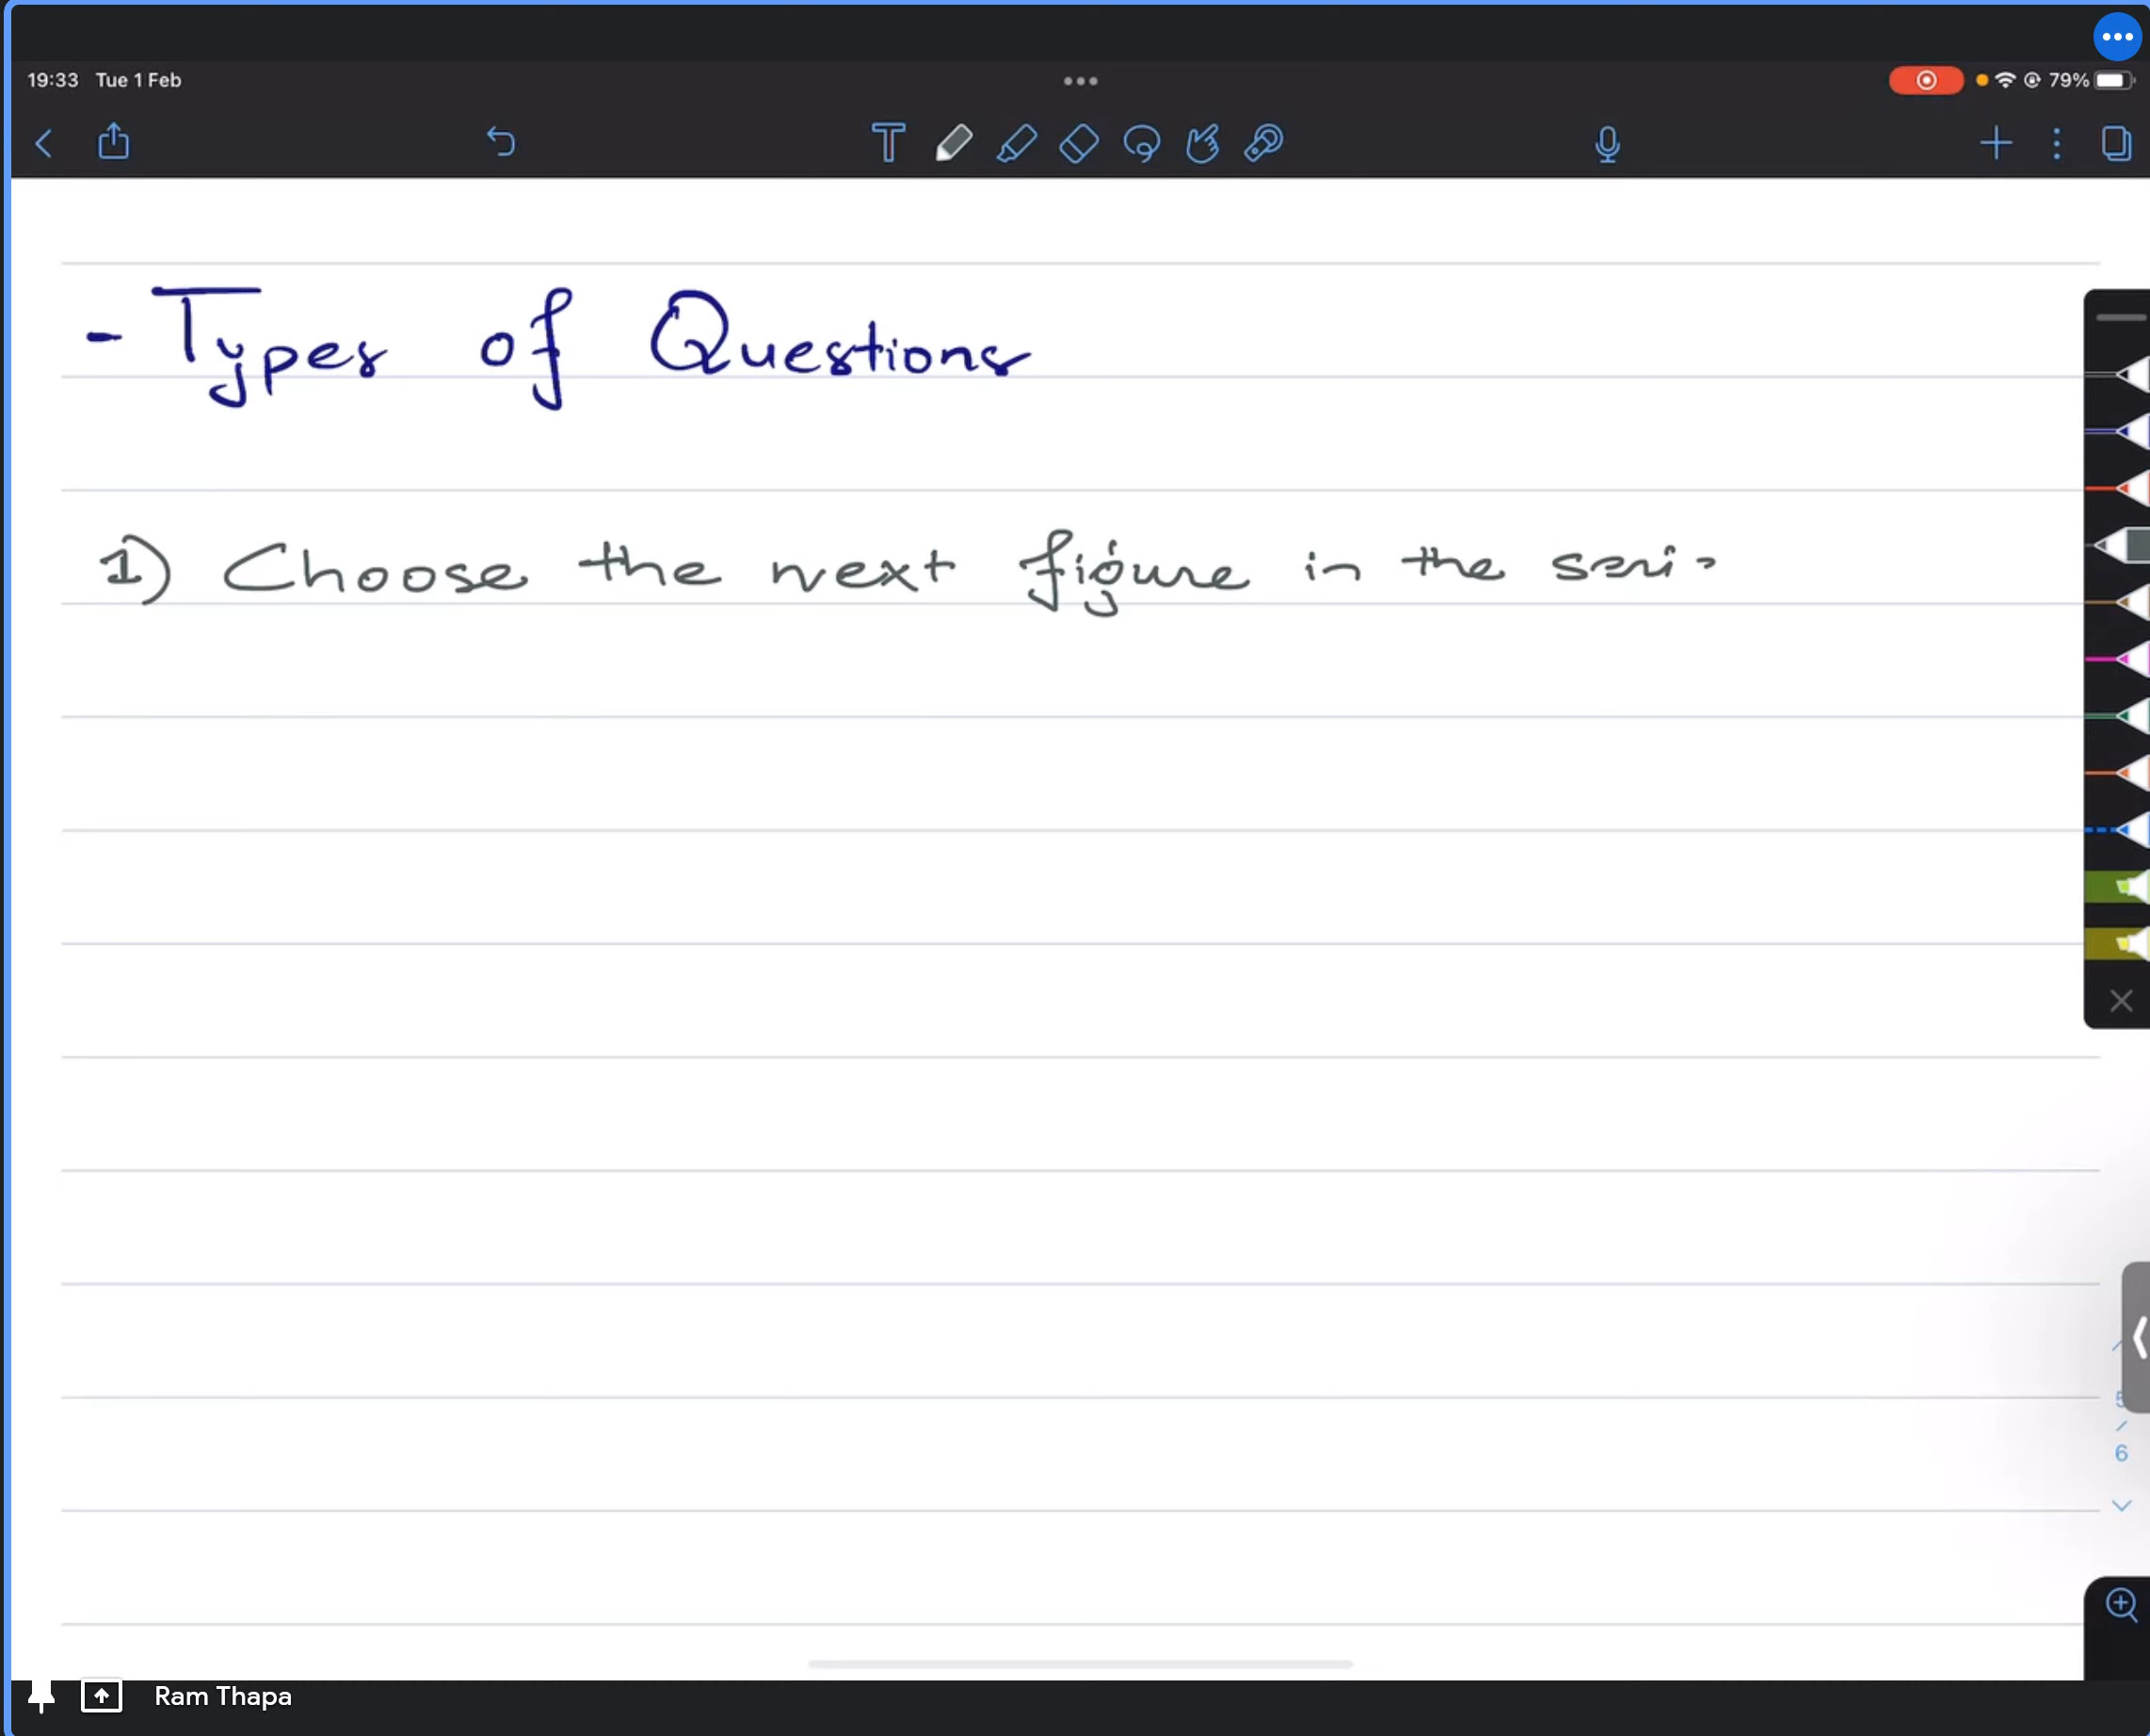 19:33 Tue 1 Feb
79%
- Types of Questions
1) Choose the next figure in the seri
6
Ram Thapa